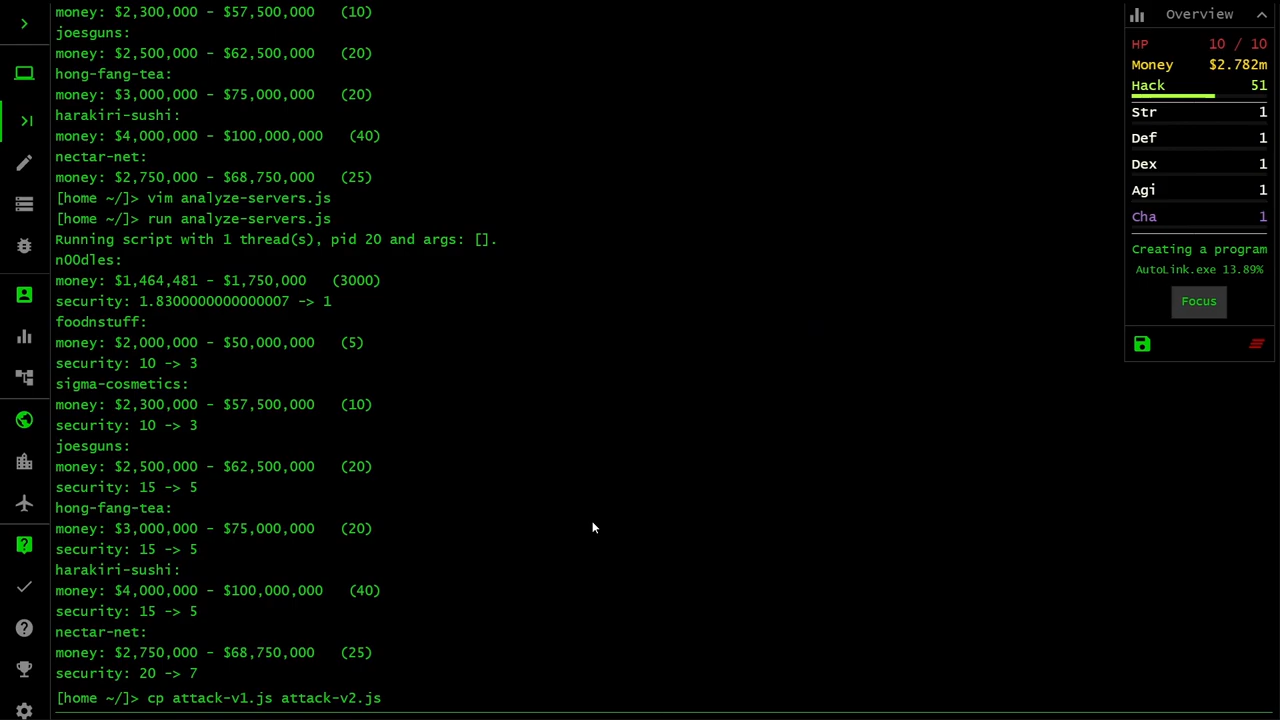 money: $2,300,000 - $57,500,000   (10)
joesguns:
money: $2,500,000 - $62,500,000   (20)
hong-fang-tea:
money: $3,000,000 - $75,000,000   (20)
harakiri-sushi:
money: $4,000,000 - $100,000,000   (40)
nectar-net:
money: $2,750,000 - $68,750,000   (25)
[home ~/]> vim analyze-servers.js
[home ~/]> run analyze-servers.js
Running script with 1 thread(s), pid 20 and args: [].
n00dles:
money: $1,464,481 - $1,750,000   (3000)
security: 1.8300000000000007 -> 1
foodnstuff:
money: $2,000,000 - $50,000,000   (5)
security: 10 -> 3
sigma-cosmetics:
money: $2,300,000 - $57,500,000   (10)
security: 10 -> 3
joesguns:
money: $2,500,000 - $62,500,000   (20)
security: 15 -> 5
hong-fang-tea:
money: $3,000,000 - $75,000,000   (20)
security: 15 -> 5
harakiri-sushi:
money: $4,000,000 - $100,000,000   (40)
security: 15 -> 5
nectar-net:
money: $2,750,000 - $68,750,000   (25)
security: 20 -> 7
[home ~/]> cp attack-v1.js attack-v2.js
Overview
HP 10 / 10
Money $2.782m
Hack 51
Str 1
Def 1
Dex 1
Agi 1
Cha 1
Creating a program
AutoLink.exe 13.89%
Focus